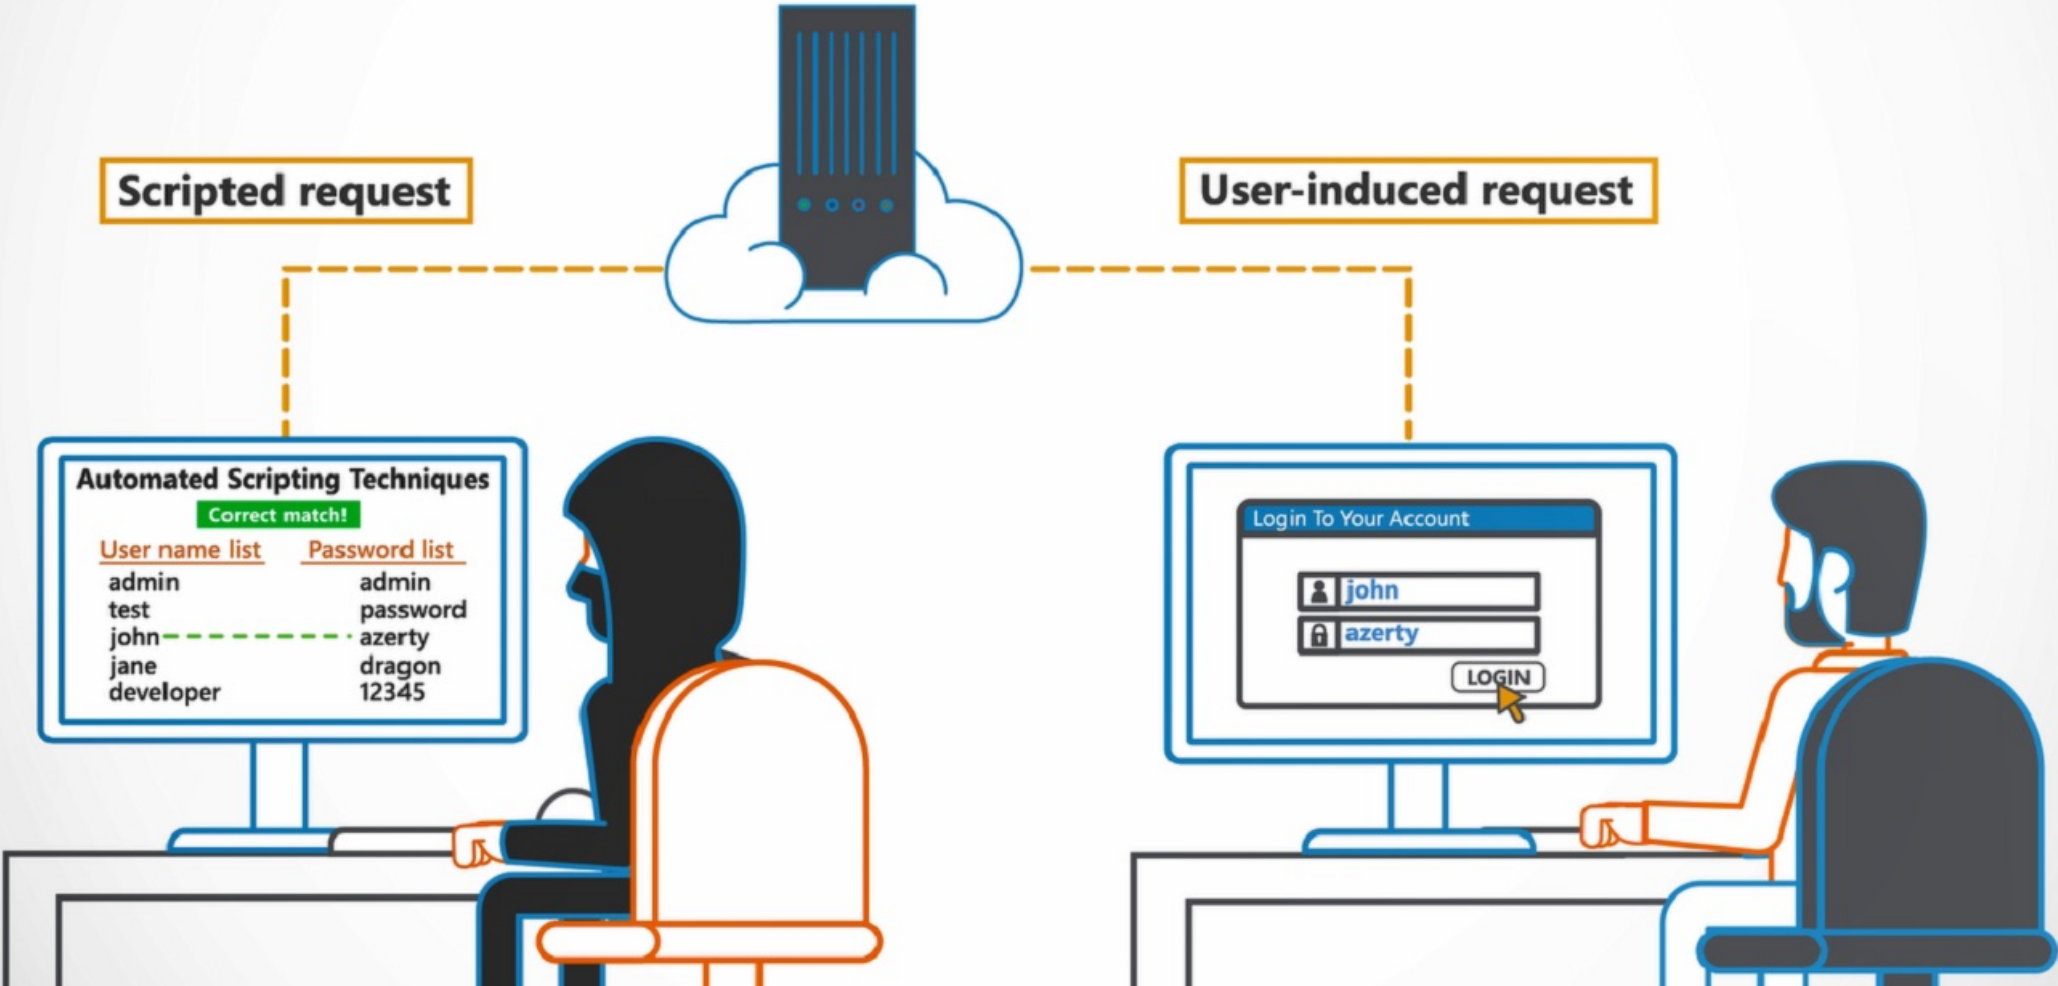 Scripted request
User-induced request
Automated Scripting Techniques
Correct match!
User name list Password list
admin admin
test password
john azerty
jane dragon
developer 12345
Login To Your Account
john
azerty
LOGIN